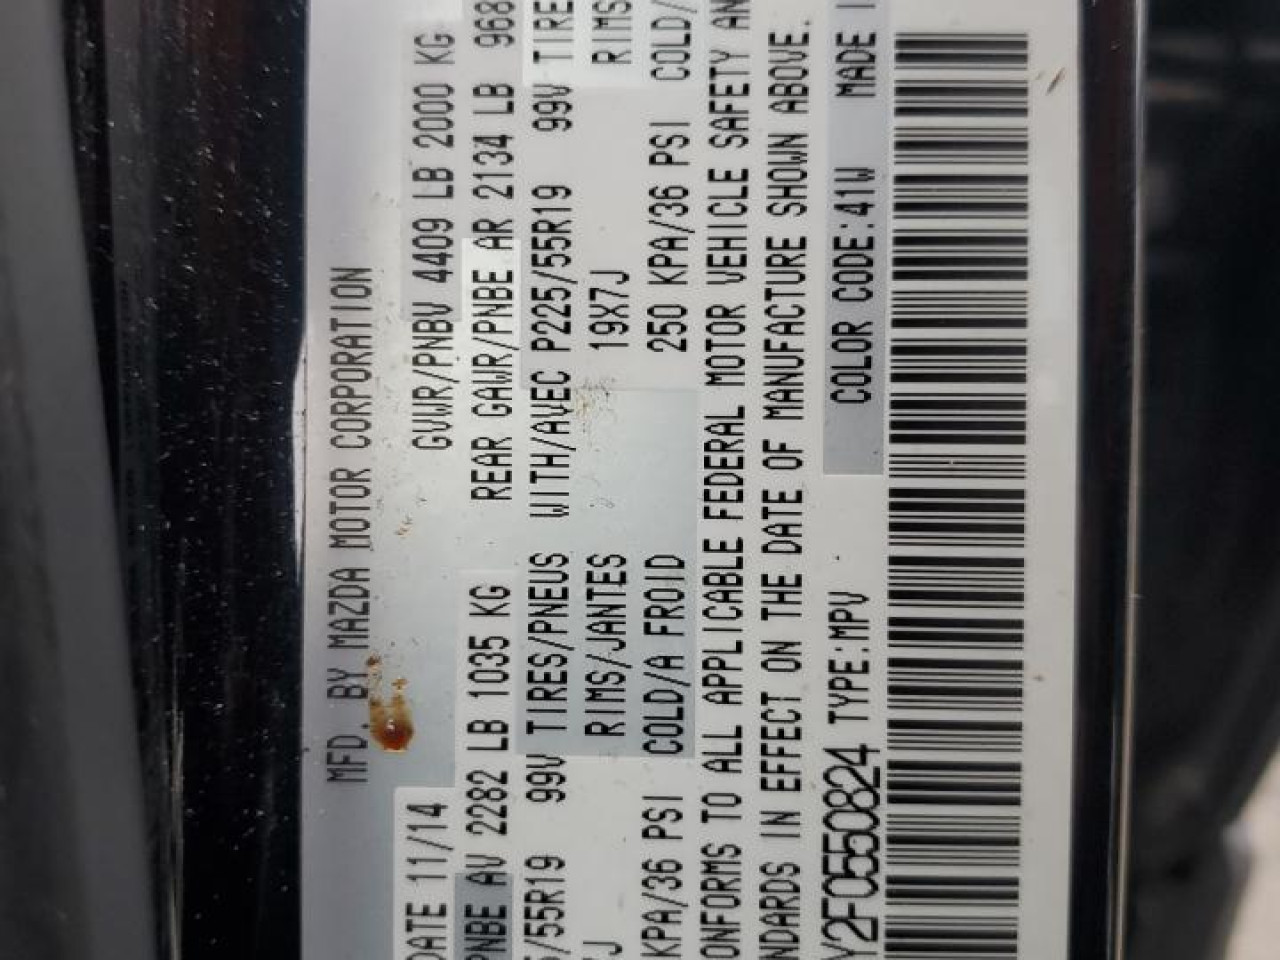 MFD. BY MAZDA MOTOR CORPORATION
DATE 11/14 GVWR/PNBV 4409 LB 2000 KG
PNBE AV 2282 LB 1035 KG REAR GAWR/PNBE AR 2134 LB 968
/55R19 99V TIRES/PNEUS WITH/AVEC P225/55R19 99V TIRE
7J RIMS/JANTES 19X7J RIMS
KPA/36 PSI COLD/A FROID 250 KPA/36 PSI COLD/
ONFORMS TO ALL APPLICABLE FEDERAL MOTOR VEHICLE SAFETY AN
NDARDS IN EFFECT ON THE DATE OF MANUFACTURE SHOWN ABOVE.
Y2F0550824 TYPE:MPV COLOR CODE:41W MADE I